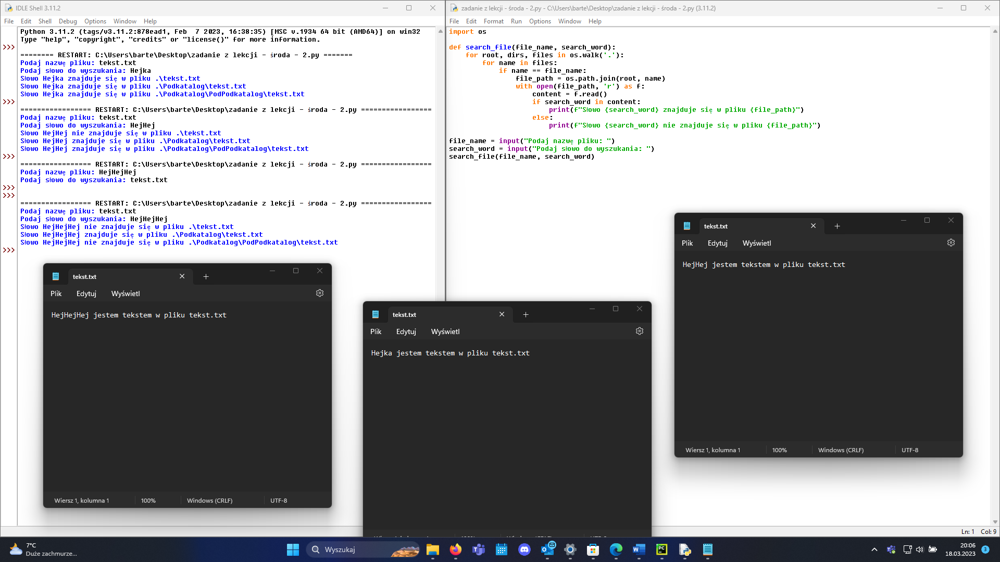 IDLE Shell 3.11.2
File Edit Shell Debug Options Window Help
Python 3.11.2 (tags/v3.11.2:878ead1, Feb  7 2023, 16:38:35) [MSC v.1934 64 bit (AMD64)] on win32
Type "help", "copyright", "credits" or "license()" for more information.
>>>
======== RESTART: C:\Users\barte\Desktop\zadanie z lekcji - środa - 2.py =======
Podaj nazwę pliku: tekst.txt
Podaj słowo do wyszukania: Hejka
Słowo Hejka znajduje się w pliku .\tekst.txt
Słowo Hejka znajduje się w pliku .\Podkatalog\tekst.txt
Słowo Hejka znajduje się w pliku .\Podkatalog\PodPodkatalog\tekst.txt
>>>
================= RESTART: C:\Users\barte\Desktop\zadanie z lekcji - środa - 2.py =================
Podaj nazwę pliku: tekst.txt
Podaj słowo do wyszukania: HejHej
Słowo HejHej nie znajduje się w pliku .\tekst.txt
Słowo HejHej znajduje się w pliku .\Podkatalog\tekst.txt
Słowo HejHej znajduje się w pliku .\Podkatalog\PodPodkatalog\tekst.txt
>>>
================= RESTART: C:\Users\barte\Desktop\zadanie z lekcji - środa - 2.py =================
Podaj nazwę pliku: HejHejHej
Podaj słowo do wyszukania: tekst.txt
>>>
>>>
================= RESTART: C:\Users\barte\Desktop\zadanie z lekcji - środa - 2.py =================
Podaj nazwę pliku: tekst.txt
Podaj słowo do wyszukania: HejHejHej
Słowo HejHejHej nie znajduje się w pliku .\tekst.txt
Słowo HejHejHej znajduje się w pliku .\Podkatalog\tekst.txt
Słowo HejHejHej nie znajduje się w pliku .\Podkatalog\PodPodkatalog\tekst.txt
>>>
zadanie z lekcji - środa - 2.py - C:\Users\barte\Desktop\zadanie z lekcji - środa - 2.py (3.11.2)
File Edit Format Run Options Window Help
import os
def search_file(file_name, search_word):
    for root, dirs, files in os.walk('.'):
        for name in files:
            if name == file_name:
                file_path = os.path.join(root, name)
                with open(file_path, 'r') as f:
                    content = f.read()
                    if search_word in content:
                        print(f"Słowo {search_word} znajduje się w pliku {file_path}")
                    else:
                        print(f"Słowo {search_word} nie znajduje się w pliku {file_path}")
file_name = input("Podaj nazwę pliku: ")
search_word = input("Podaj słowo do wyszukania: ")
search_file(file_name, search_word)
Ln: 1 Col: 9
tekst.txt
Plik Edytuj Wyświetl
HejHejHej jestem tekstem w pliku tekst.txt
Wiersz 1, kolumna 1 100% Windows (CRLF) UTF-8
tekst.txt
Plik Edytuj Wyświetl
Hejka jestem tekstem w pliku tekst.txt
tekst.txt
Plik Edytuj Wyświetl
HejHej jestem tekstem w pliku tekst.txt
Wiersz 1, kolumna 1 100% Windows (CRLF) UTF-8
7°C
Duże zachmurze...
Wyszukaj
20:06
18.03.2023
3